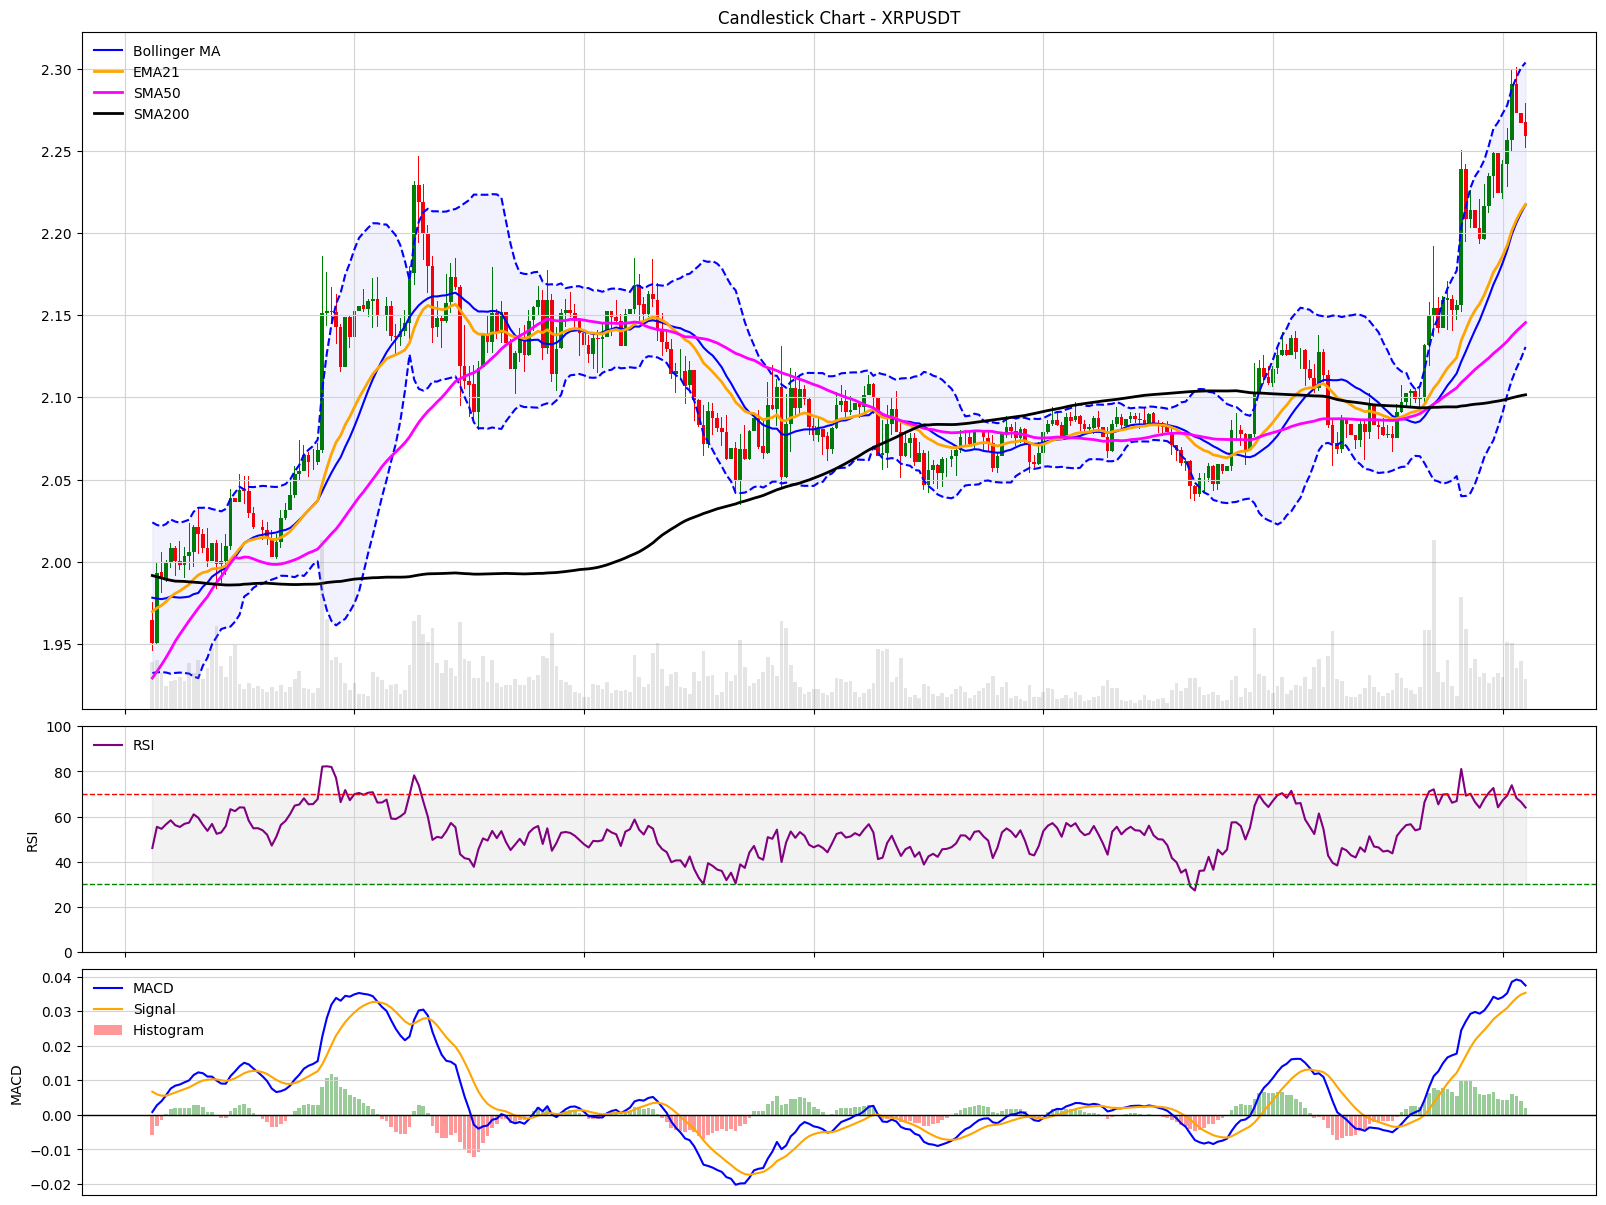 Candlestick Chart - XRPUSDT
Bollinger MA
EMA21
SMA50
SMA200
2.30
2.25
2.20
2.15
2.10
2.05
2.00
1.95
RSI
100
80
60
40
20
0
RSI
MACD
Signal
Histogram
0.04
0.03
0.02
0.01
0.00
−0.01
−0.02
MACD